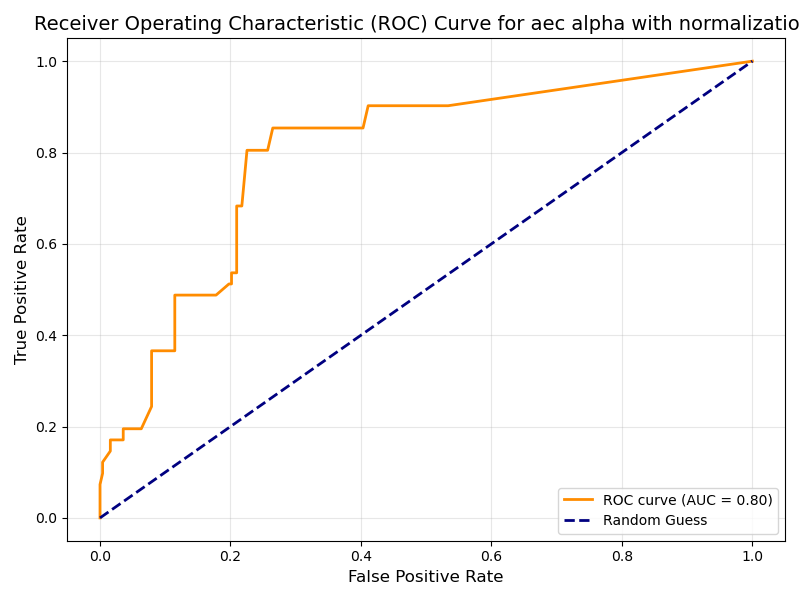 Receiver Operating Characteristic (ROC) Curve for aec alpha with normalizatio
1.0
0.8
0.6
0.4
0.2
0.0
True Positive Rate
0.0 0.2 0.4 0.6 0.8 1.0
False Positive Rate
ROC curve (AUC = 0.80)
Random Guess